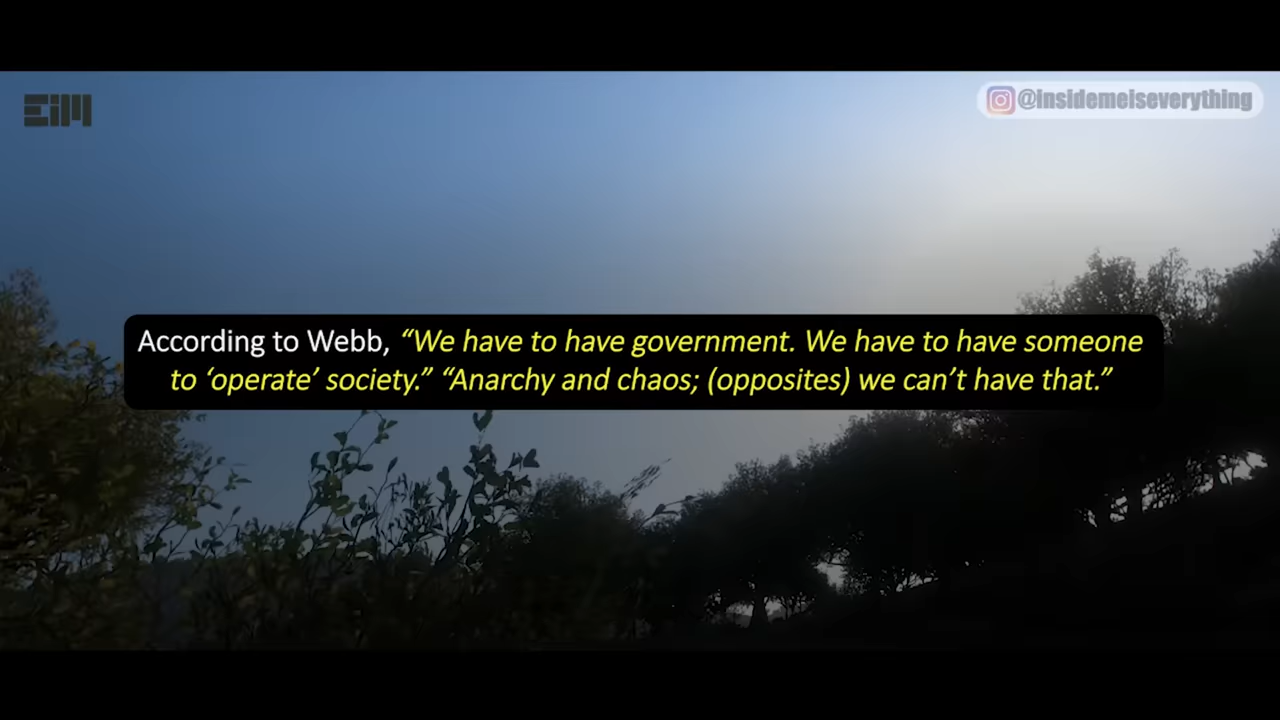 EiM
@insidemeiseverything
According to Webb, “We have to have government. We have to have someone
to ‘operate’ society.” “Anarchy and chaos; (opposites) we can’t have that.”